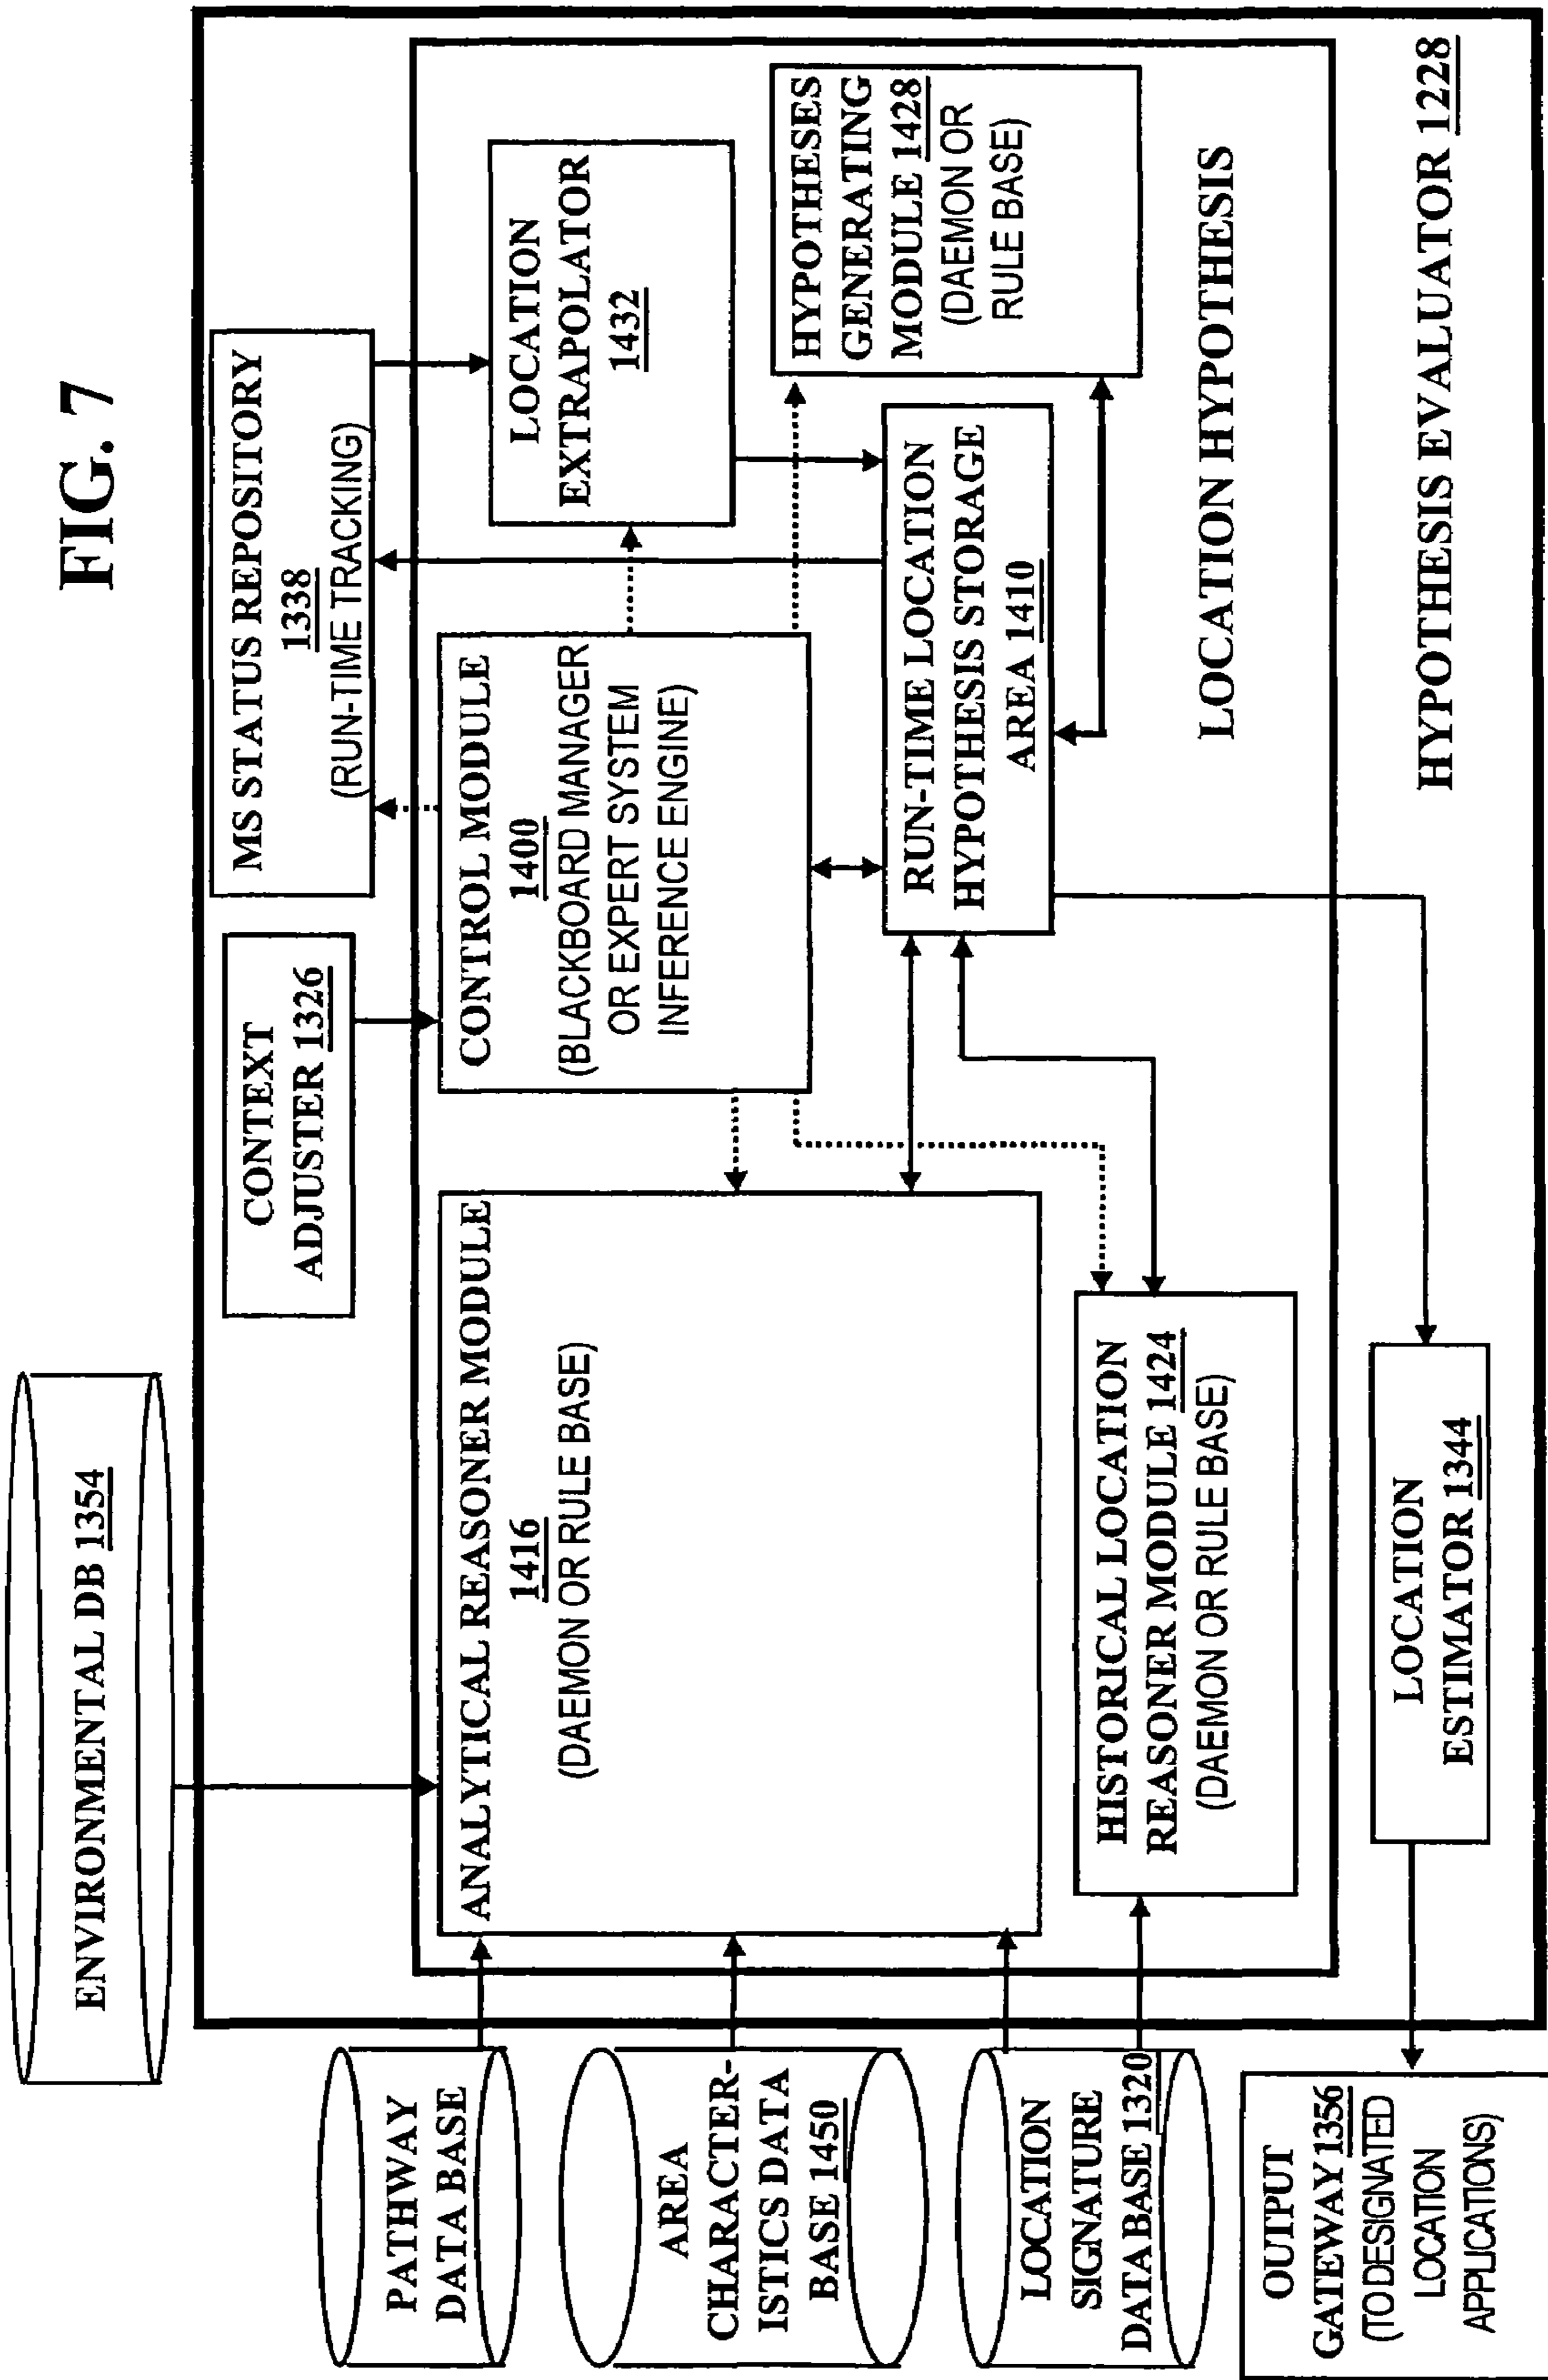 FIG. 7
ENVIRONMENTAL DB 1354
CONTEXT
ADJUSTER 1326
MS STATUS REPOSITORY
1338
(RUN-TIME TRACKING)
PATHWAY
DATA BASE
AREA
CHARACTER-
ISTICS DATA
BASE 1450
LOCATION
SIGNATURE
DATA BASE 1320
OUTPUT
GATEWAY 1356
(TO DESIGNATED
LOCATION
APPLICATIONS)
ANALYTICAL REASONER MODULE
1416
(DAEMON OR RULE BASE)
CONTROL MODULE
1400
(BLACKBOARD MANAGER
OR EXPERT SYSTEM
INFERENCE ENGINE)
LOCATION
EXTRAPOLATOR
1432
HYPOTHESES
GENERATING
MODULE 1428
(DAEMON OR
RULE BASE)
RUN-TIME LOCATION
HYPOTHESIS STORAGE
AREA 1410
HISTORICAL LOCATION
REASONER MODULE 1424
(DAEMON OR RULE BASE)
LOCATION HYPOTHESIS
LOCATION
ESTIMATOR 1344
HYPOTHESIS EVALUATOR 1228